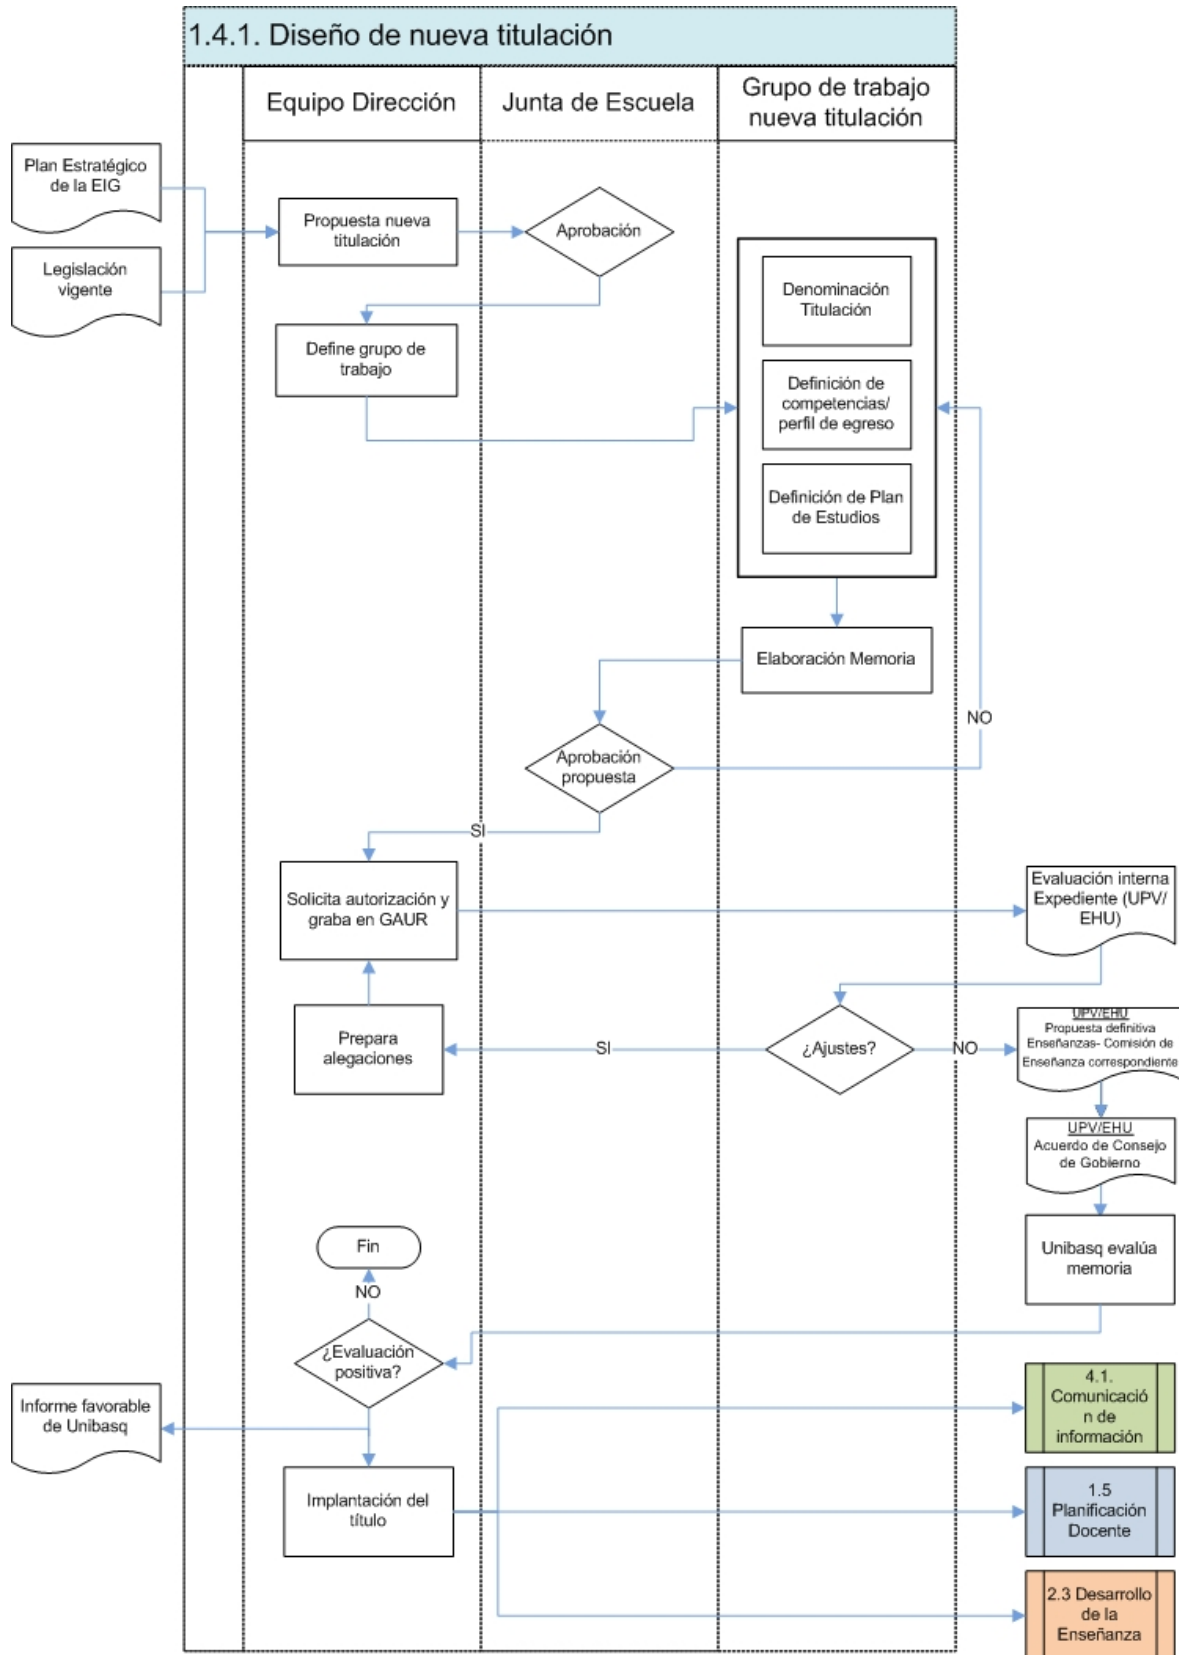 1.4.1. Diseño de nueva titulación
Equipo Dirección
Junta de Escuela
Grupo de trabajo
nueva titulación
Plan Estratégico
de la EIG
Legislación
vigente
Propuesta nueva
titulación
Aprobación
Define grupo de
trabajo
Denominación
Titulación
Definición de
competencias/
perfil de egreso
Definición de Plan
de Estudios
Elaboración Memoria
NO
Aprobación
propuesta
SI
Solicita autorización y
graba en GAUR
Evaluación interna
Expediente (UPV/
EHU)
Prepara
alegaciones
SI
¿Ajustes?
NO
UPV/EHU
Propuesta definitiva
Enseñanzas- Comisión de
Enseñanza correspondiente
UPV/EHU
Acuerdo de Consejo
de Gobierno
Unibasq evalúa
memoria
Fin
NO
¿Evaluación
positiva?
Informe favorable
de Unibasq
Implantación del
título
4.1.
Comunicació
n de
información
1.5
Planificación
Docente
2.3 Desarrollo
de la
Enseñanza